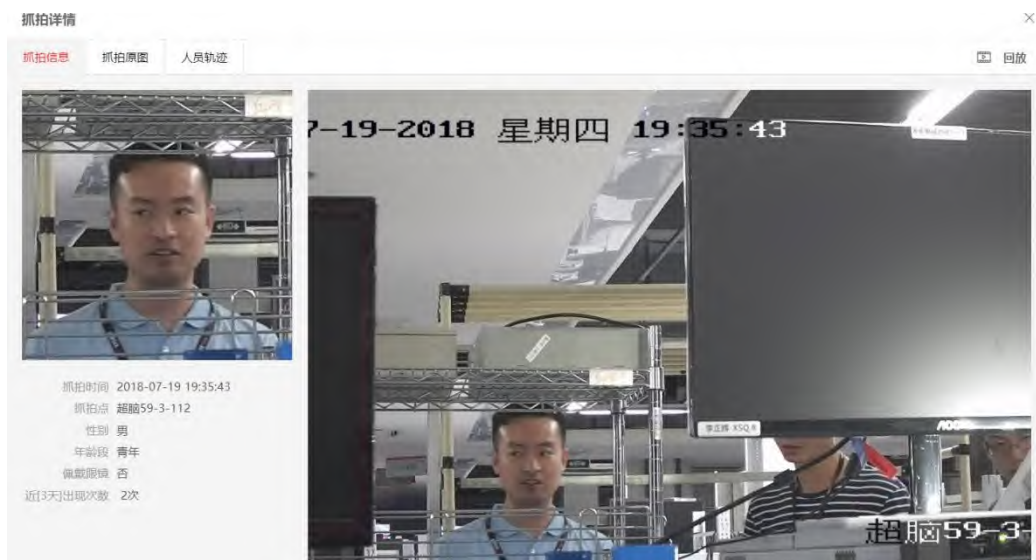 抓拍详情
抓拍信息 抓拍原图 人员轨迹 回放
7-19-2018 星期四 19:35:43
抓拍时间 2018-07-19 19:35:43
抓拍点 超脑59-3-112
性别 男
年龄段 青年
佩戴眼镜 否
近[3天]出现次数 2次
AOC
超脑59-3